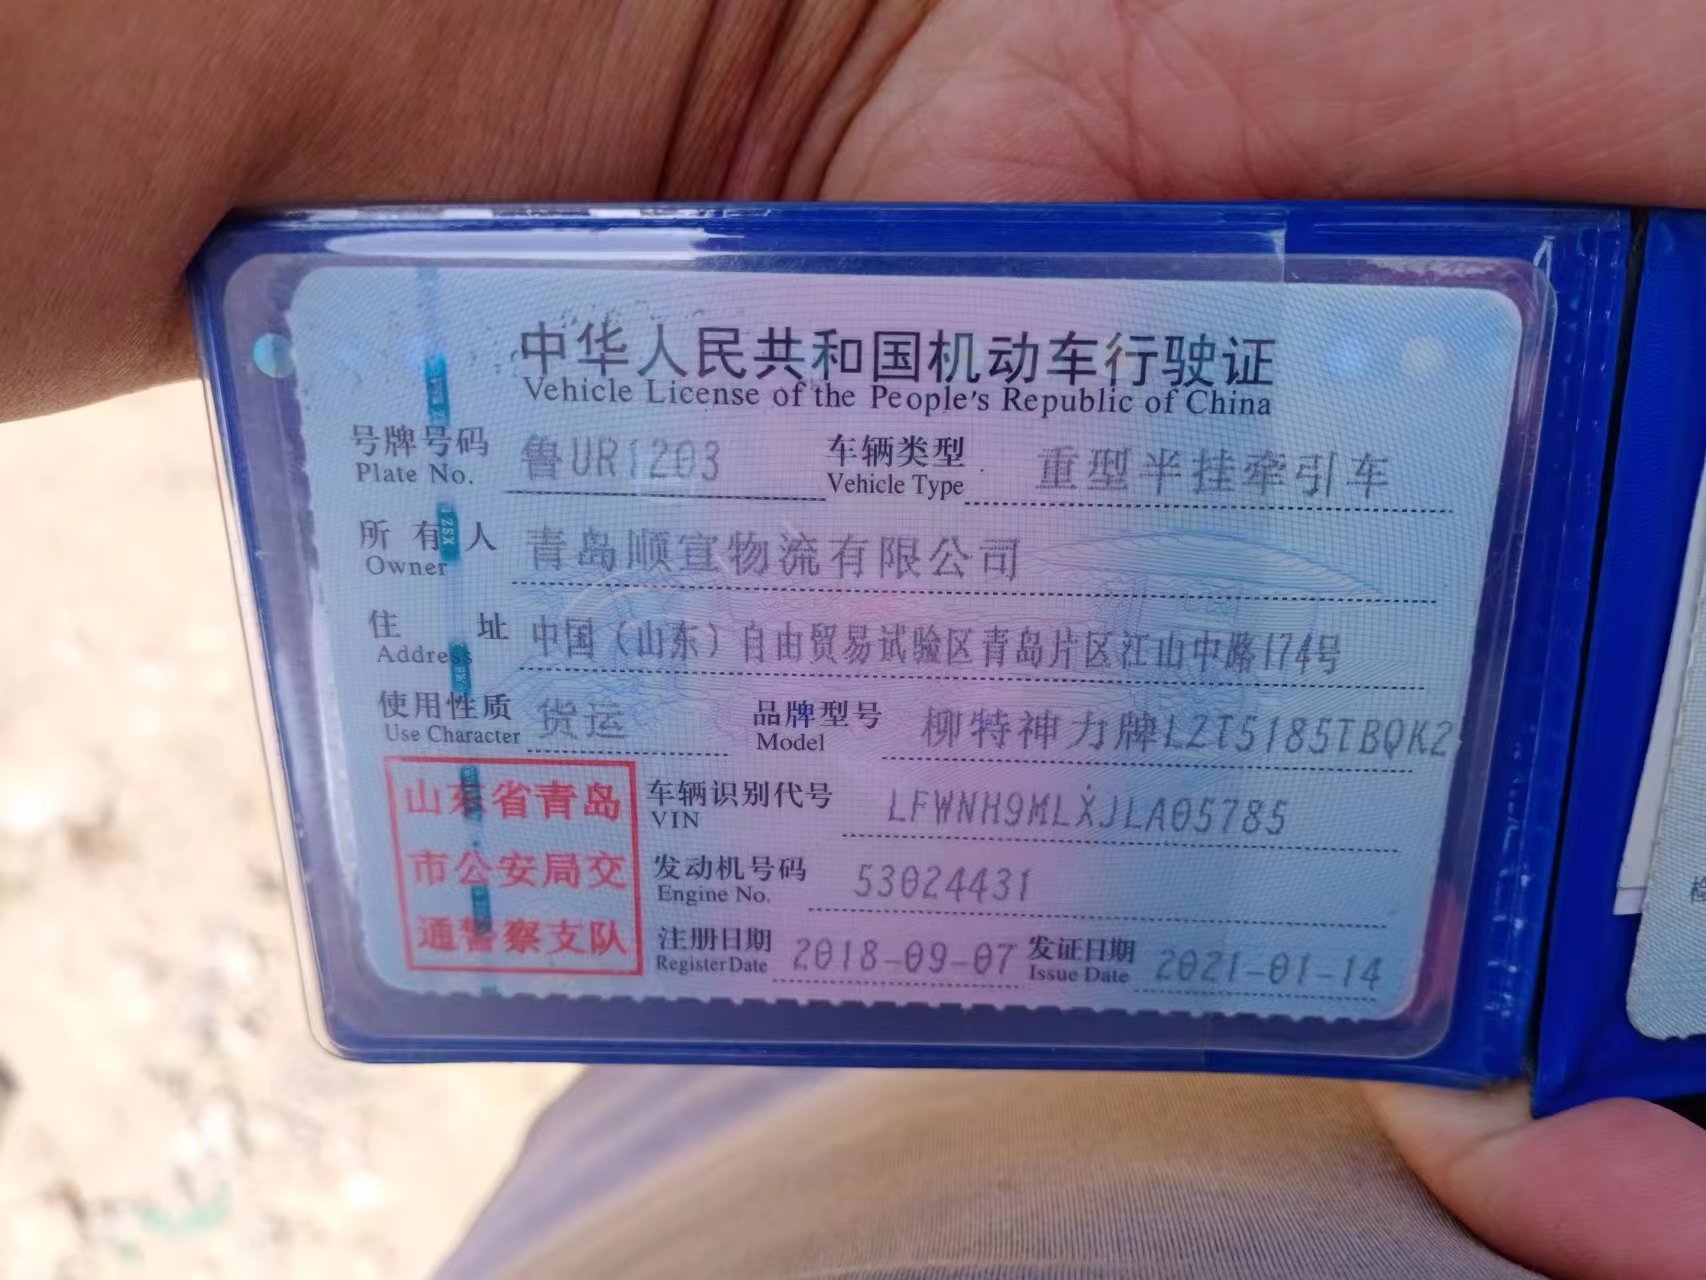 中华人民共和国机动车行驶证
Vehicle License of the People's Republic of China
号牌号码 鲁UR1203 车辆类型 重型半挂牵引车
Plate No. Vehicle Type
所有人 青岛顺宣物流有限公司
Owner
住址 中国（山东）自由贸易试验区青岛片区江山中路174号
Address
使用性质 货运 品牌型号 柳特神力牌LZT5185TBQK2
Use Character Model
山东省青岛
市公安局交
通警察支队
车辆识别代号 LFWNH9MLXJLA05785
VIN
发动机号码 53024431
Engine No.
注册日期 2018-09-07 发证日期 2021-01-14
Register Date Issue Date